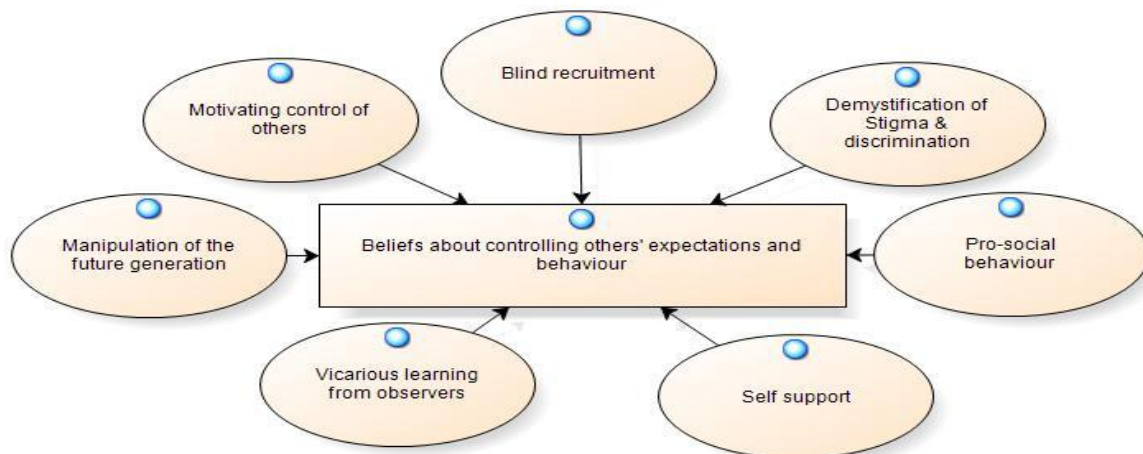 Blind recruitment
Motivating control of
others
Demystification of
Stigma &
discrimination
Manipulation of the
future generation
Beliefs about controlling others' expectations and
behaviour
Pro-social
behaviour
Vicarious learning
from observers
Self support